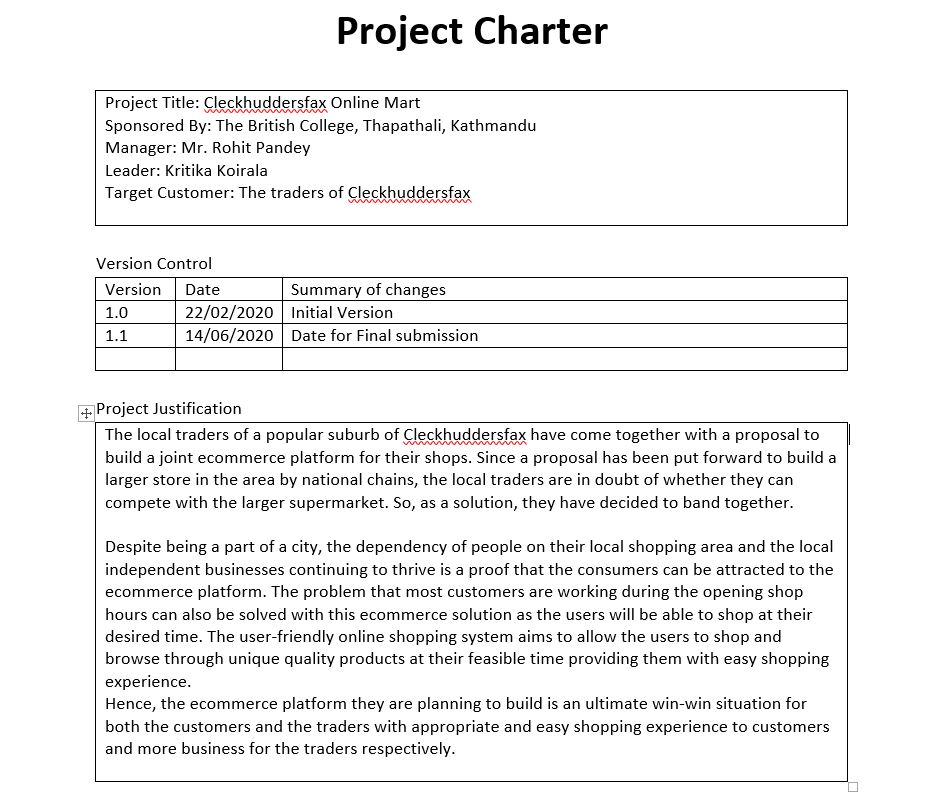 Project Charter
Project Title: Cleckhuddersfax Online Mart
Sponsored By: The British College, Thapathali, Kathmandu
Manager: Mr. Rohit Pandey
Leader: Kritika Koirala
Target Customer: The traders of Cleckhuddersfax
Version Control
Version Date Summary of changes
1.0 22/02/2020 Initial Version
1.1 14/06/2020 Date for Final submission
Project Justification
The local traders of a popular suburb of Cleckhuddersfax have come together with a proposal to
build a joint ecommerce platform for their shops. Since a proposal has been put forward to build a
larger store in the area by national chains, the local traders are in doubt of whether they can
compete with the larger supermarket. So, as a solution, they have decided to band together.
Despite being a part of a city, the dependency of people on their local shopping area and the local
independent businesses continuing to thrive is a proof that the consumers can be attracted to the
ecommerce platform. The problem that most customers are working during the opening shop
hours can also be solved with this ecommerce solution as the users will be able to shop at their
desired time. The user-friendly online shopping system aims to allow the users to shop and
browse through unique quality products at their feasible time providing them with easy shopping
experience.
Hence, the ecommerce platform they are planning to build is an ultimate win-win situation for
both the customers and the traders with appropriate and easy shopping experience to customers
and more business for the traders respectively.